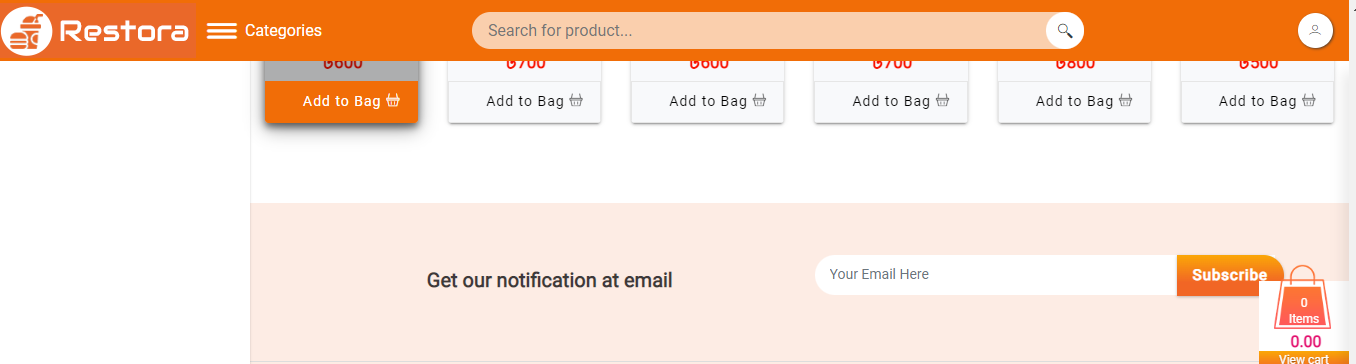 Restora
Categories
Search for product...
৳600 ৳700 ৳600 ৳700 ৳800 ৳500
Add to Bag Add to Bag Add to Bag Add to Bag Add to Bag Add to Bag
Get our notification at email
Your Email Here
Subscribe
0
Items
0.00
View cart